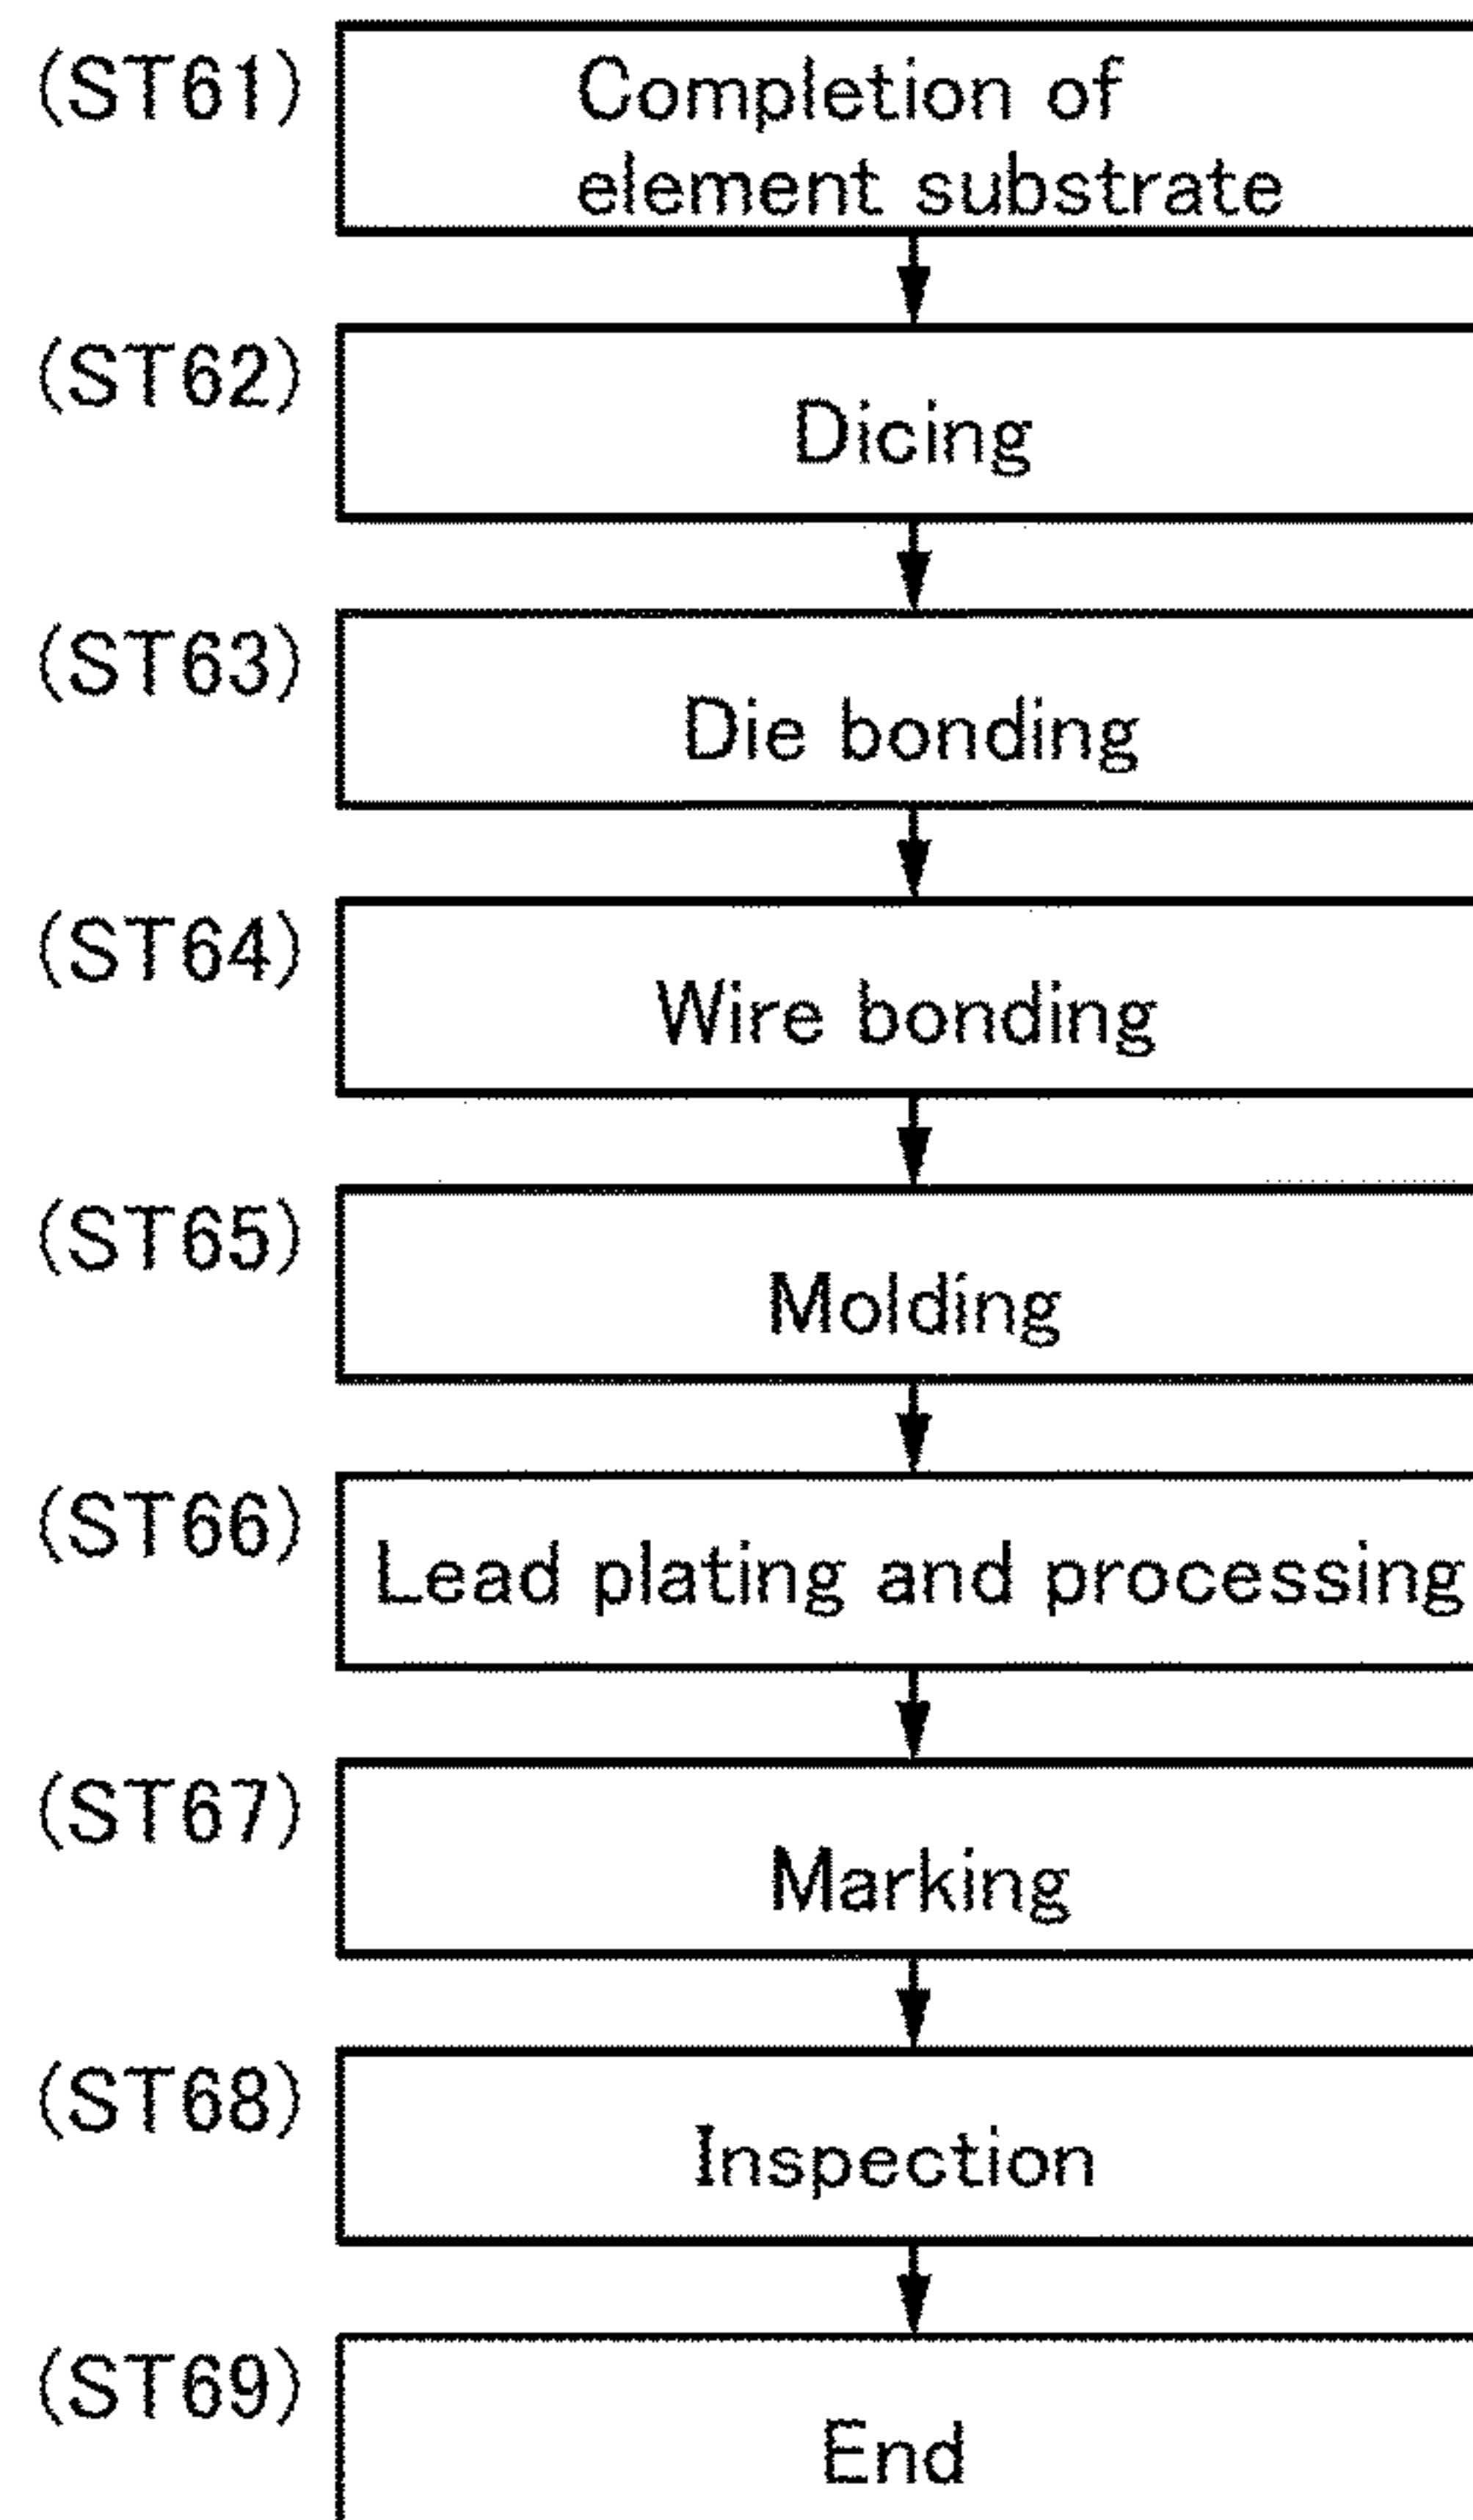 (ST61)
Completion of
element substrate
(ST62)
Dicing
(ST63)
Die bonding
(ST64)
Wire bonding
(ST65)
Molding
(ST66)
Lead plating and processing
(ST67)
Marking
(ST68)
Inspection
(ST69)
End